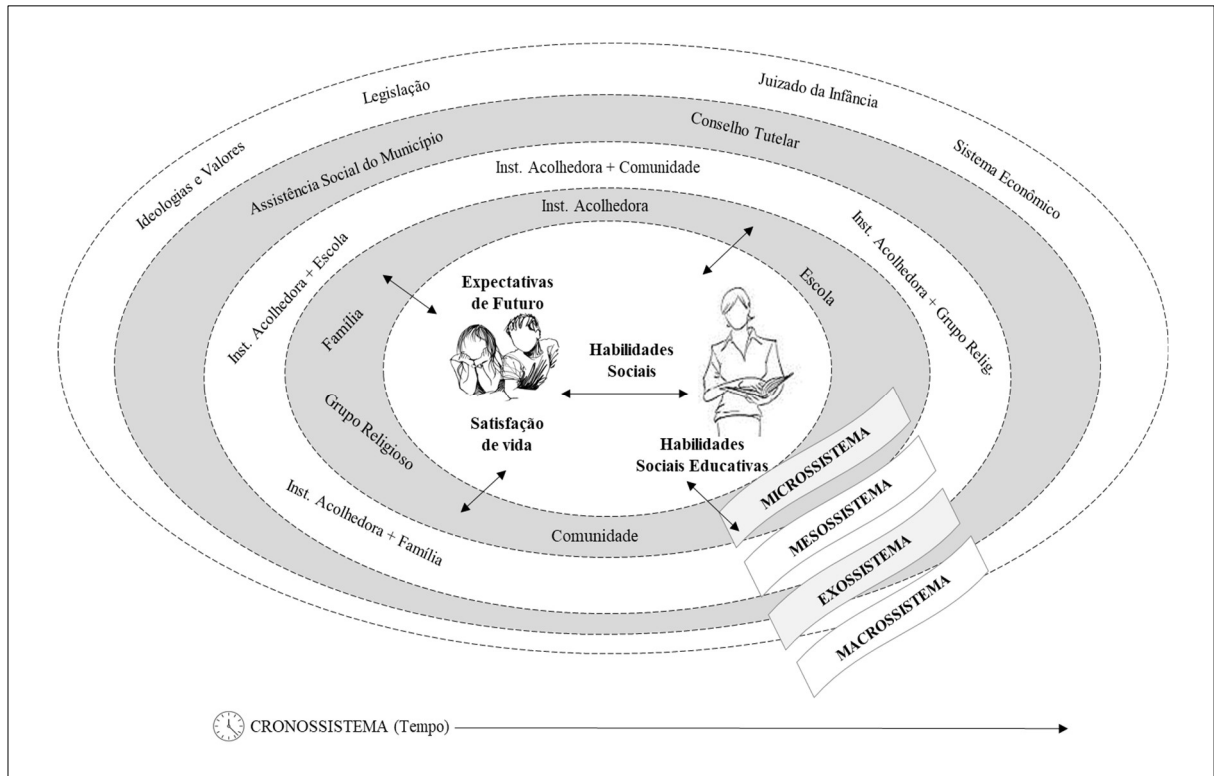 Legislação
Juizado da Infância
Ideologias e Valores
Sistema Econômico
Assistência Social do Município
Conselho Tutelar
Inst. Acolhedora + Comunidade
Inst. Acolhedora + Escola
Inst. Acolhedora + Grupo Relig.
Inst. Acolhedora
Família
Escola
Expectativas
de Futuro
Habilidades
Sociais
Satisfação
de vida
Habilidades
Sociais Educativas
Grupo Religioso
Comunidade
Inst. Acolhedora + Família
MICROSSISTEMA
MESOSSISTEMA
EXOSSISTEMA
MACROSSISTEMA
CRONOSSISTEMA (Tempo)